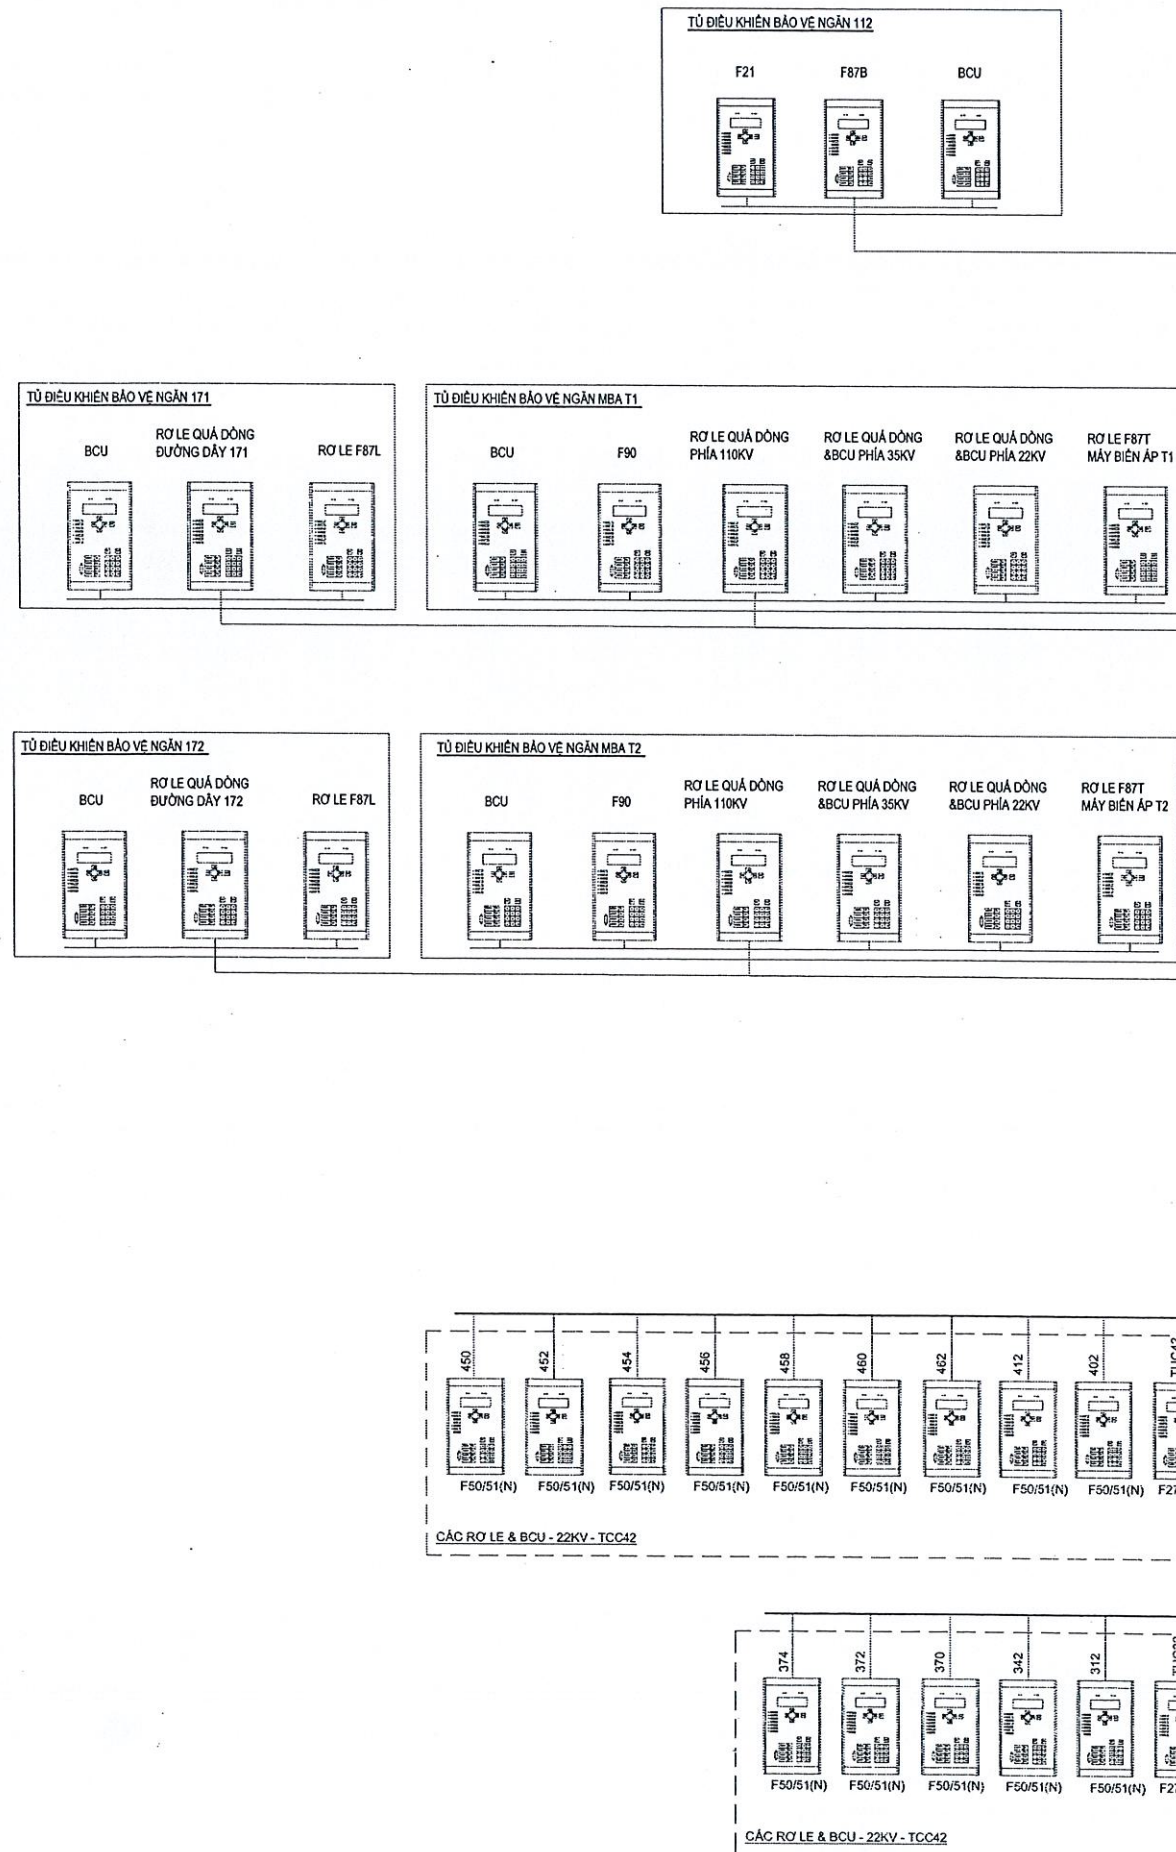 TỦ ĐIỀU KHIỂN BẢO VỆ NGĂN 112
F21
F87B
BCU
TỦ ĐIỀU KHIỂN BẢO VỆ NGĂN 171
BCU
RƠ LE QUÁ DÒNG
ĐƯỜNG DÂY 171
RƠ LE F87L
TỦ ĐIỀU KHIỂN BẢO VỆ NGĂN MBA T1
BCU
F90
RƠ LE QUÁ DÒNG
PHÍA 110KV
RƠ LE QUÁ DÒNG
&BCU PHÍA 35KV
RƠ LE QUÁ DÒNG
&BCU PHÍA 22KV
RƠ LE F87T
MÁY BIẾN ÁP T1
TỦ ĐIỀU KHIỂN BẢO VỆ NGĂN 172
BCU
RƠ LE QUÁ DÒNG
ĐƯỜNG DÂY 172
RƠ LE F87L
TỦ ĐIỀU KHIỂN BẢO VỆ NGĂN MBA T2
BCU
F90
RƠ LE QUÁ DÒNG
PHÍA 110KV
RƠ LE QUÁ DÒNG
&BCU PHÍA 35KV
RƠ LE QUÁ DÒNG
&BCU PHÍA 22KV
RƠ LE F87T
MÁY BIẾN ÁP T2
450
452
454
456
458
460
462
412
402
F50/51(N)
F50/51(N)
F50/51(N)
F50/51(N)
F50/51(N)
F50/51(N)
F50/51(N)
F50/51(N)
F50/51(N)
F27
CÁC RƠ LE & BCU - 22KV - TCC42
374
372
370
342
312
F50/51(N)
F50/51(N)
F50/51(N)
F50/51(N)
F50/51(N)
F27
CÁC RƠ LE & BCU - 22KV - TCC42